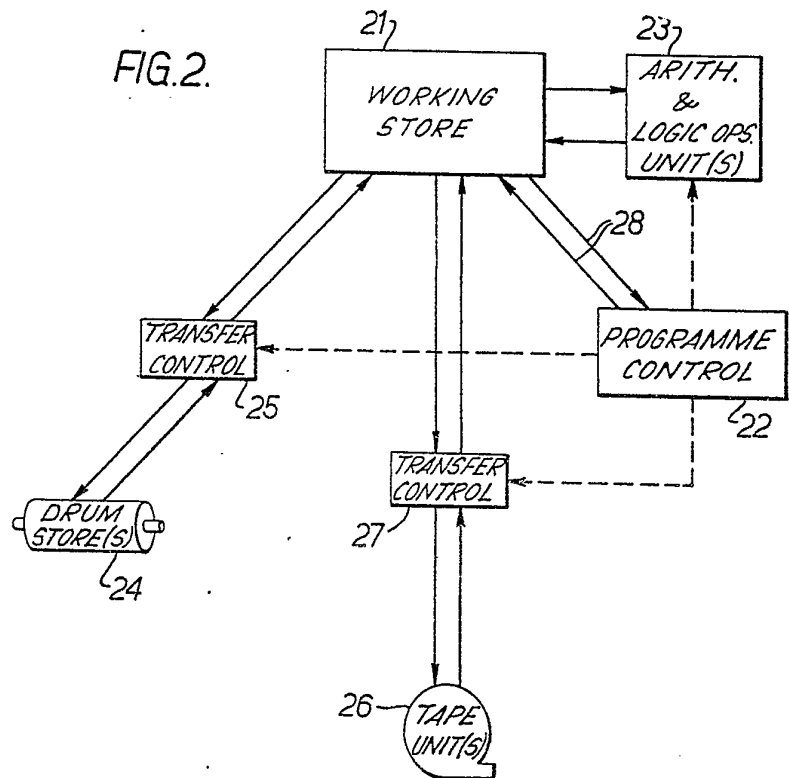 FIG.2.
21
WORKING
STORE
23
ARITH.
&
LOGIC OPS.
UNIT(S)
28
TRANSFER
CONTROL
25
PROGRAMME
CONTROL
22
TRANSFER
CONTROL
27
DRUM
STORE(S)
24
26
TAPE
UNIT(S)